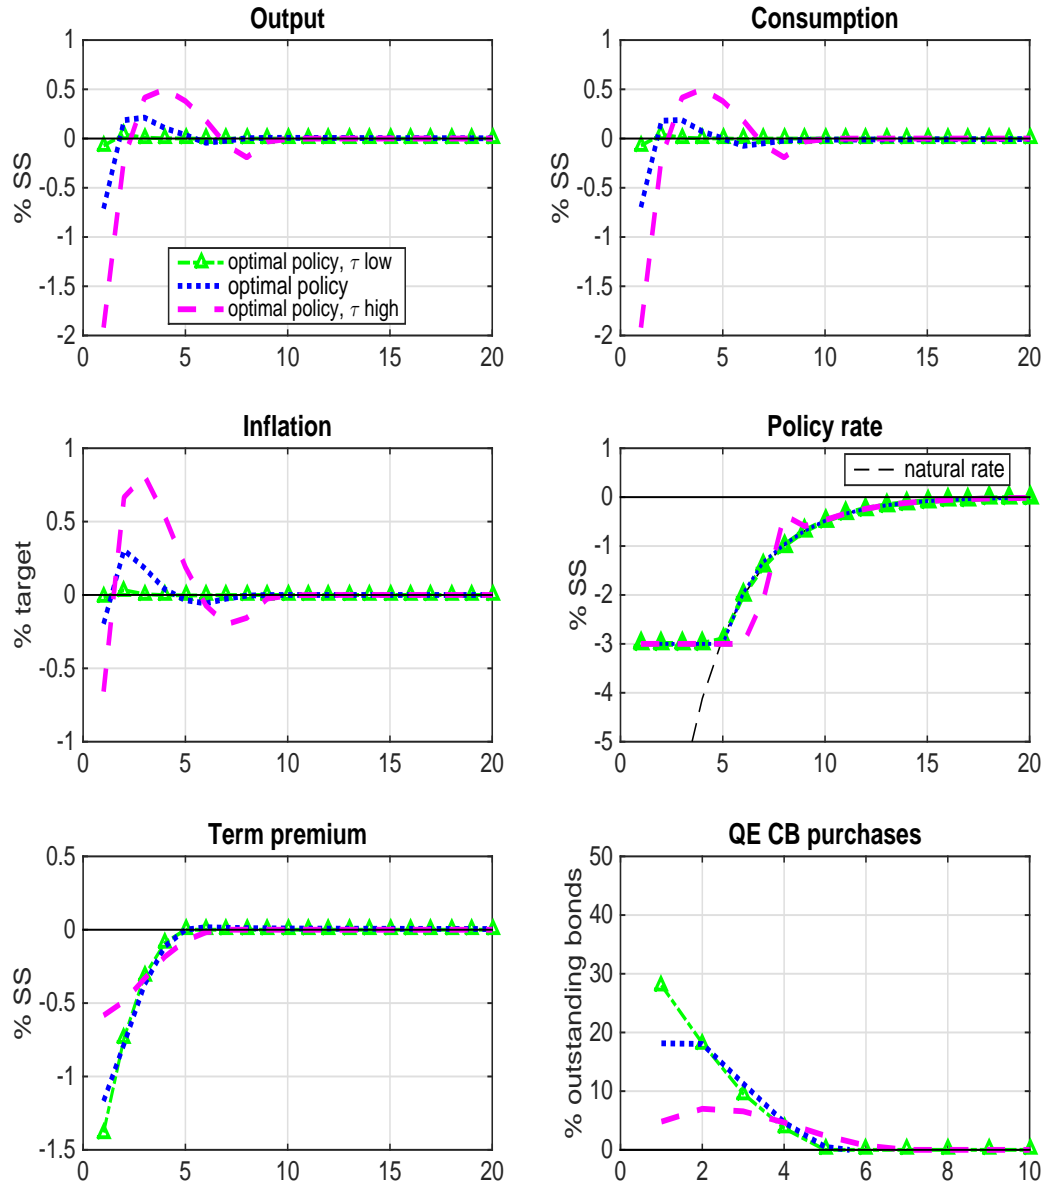 Output
Consumption
1
0.5
0
-0.5
-1
-1.5
-2
% SS
0 5 10 15 20
optimal policy, τ low
optimal policy
optimal policy, τ high
1
0.5
0
-0.5
-1
-1.5
-2
% SS
0 5 10 15 20
Inflation
Policy rate
1
0.5
0
-0.5
-1
% target
0 5 10 15 20
natural rate
1
0
-1
-2
-3
-4
-5
% SS
0 5 10 15 20
Term premium
QE CB purchases
0.5
0
-0.5
-1
-1.5
% SS
0 5 10 15 20
50
40
30
20
10
0
% outstanding bonds
0 2 4 6 8 10